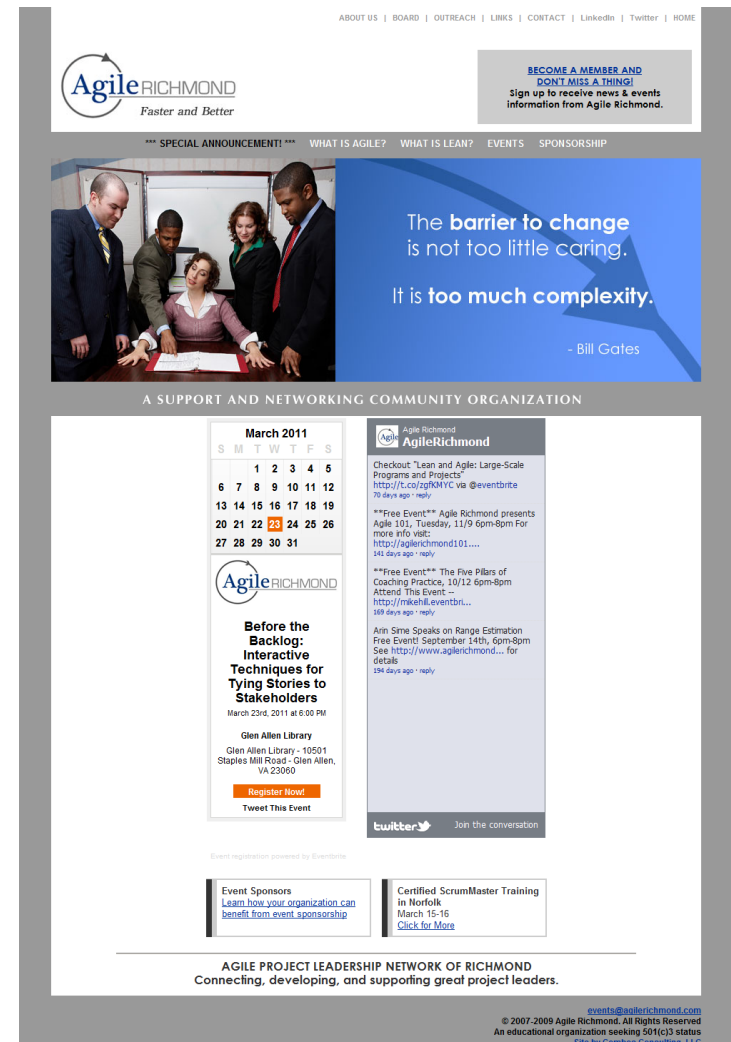 ABOUT US | BOARD | OUTREACH | LINKS | CONTACT | LinkedIn | Twitter | HOME
Agile RICHMOND
Faster and Better
BECOME A MEMBER AND
DON'T MISS A THING!
Sign up to receive news & events
information from Agile Richmond.
*** SPECIAL ANNOUNCEMENT! *** WHAT IS AGILE? WHAT IS LEAN? EVENTS SPONSORSHIP
The barrier to change
is not too little caring.
It is too much complexity.
- Bill Gates
A SUPPORT AND NETWORKING COMMUNITY ORGANIZATION
March 2011
S M T W T F S
1 2 3 4 5
6 7 8 9 10 11 12
13 14 15 16 17 18 19
20 21 22 23 24 25 26
27 28 29 30 31
Agile RICHMOND
Before the
Backlog:
Interactive
Techniques for
Tying Stories to
Stakeholders
March 23rd, 2011 at 6:00 PM
Glen Allen Library
Glen Allen Library - 10501
Staples Mill Road - Glen Allen,
VA 23060
Register Now!
Tweet This Event
Event registration powered by Eventbrite
Agile
Agile Richmond
AgileRichmond
Checkout "Lean and Agile: Large-Scale
Programs and Projects"
http://t.co/zgfKMYC via @eventbrite
70 days ago · reply
**Free Event** Agile Richmond presents
Agile 101, Tuesday, 11/9 6pm-8pm For
more info visit:
http://agilerichmond101....
141 days ago · reply
**Free Event** The Five Pillars of
Coaching Practice, 10/12 6pm-8pm
Attend This Event --
http://mikehill.eventbri...
169 days ago · reply
Arin Sime Speaks on Range Estimation
Free Event! September 14th, 6pm-8pm
See http://www.agilerichmond... for
details
194 days ago · reply
twitter Join the conversation
Event Sponsors
Learn how your organization can
benefit from event sponsorship
Certified ScrumMaster Training
in Norfolk
March 15-16
Click for More
AGILE PROJECT LEADERSHIP NETWORK OF RICHMOND
Connecting, developing, and supporting great project leaders.
events@agilerichmond.com
© 2007-2009 Agile Richmond. All Rights Reserved
An educational organization seeking 501(c)3 status